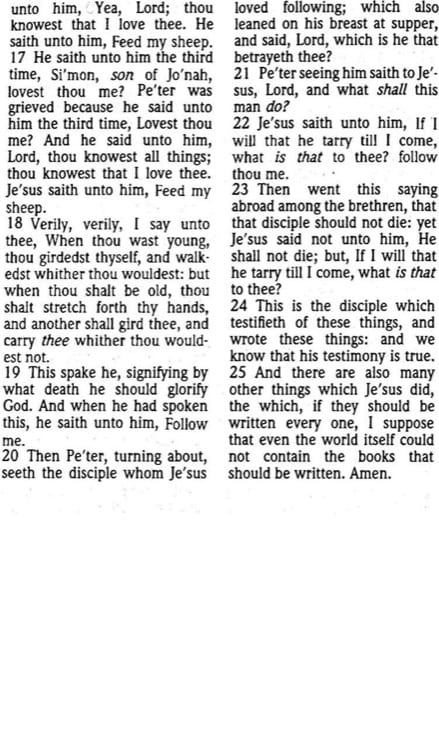 unto him, Yea, Lord; thou
knowest that I love thee. He
saith unto him, Feed my sheep.
17 He saith unto him the third
time, Si'mon, son of Jo'nah,
lovest thou me? Pe'ter was
grieved because he said unto
him the third time, Lovest thou
me? And he said unto him,
Lord, thou knowest all things;
thou knowest that I love thee.
Je'sus saith unto him, Feed my
sheep.
18 Verily, verily, I say unto
thee, When thou wast young,
thou girdedst thyself, and walk-
edst whither thou wouldest: but
when thou shalt be old, thou
shalt stretch forth thy hands,
and another shall gird thee, and
carry thee whither thou would-
est not.
19 This spake he, signifying by
what death he should glorify
God. And when he had spoken
this, he saith unto him, Follow
me.
20 Then Pe'ter, turning about,
seeth the disciple whom Je'sus
loved following; which also
leaned on his breast at supper,
and said, Lord, which is he that
betrayeth thee?
21 Pe'ter seeing him saith to Je'-
sus, Lord, and what shall this
man do?
22 Je'sus saith unto him, If I
will that he tarry till I come,
what is that to thee? follow
thou me.
23 Then went this saying
abroad among the brethren, that
that disciple should not die: yet
Je'sus said not unto him, He
shall not die; but, If I will that
he tarry till I come, what is that
to thee?
24 This is the disciple which
testifieth of these things, and
wrote these things: and we
know that his testimony is true.
25 And there are also many
other things which Je'sus did,
the which, if they should be
written every one, I suppose
that even the world itself could
not contain the books that
should be written. Amen.